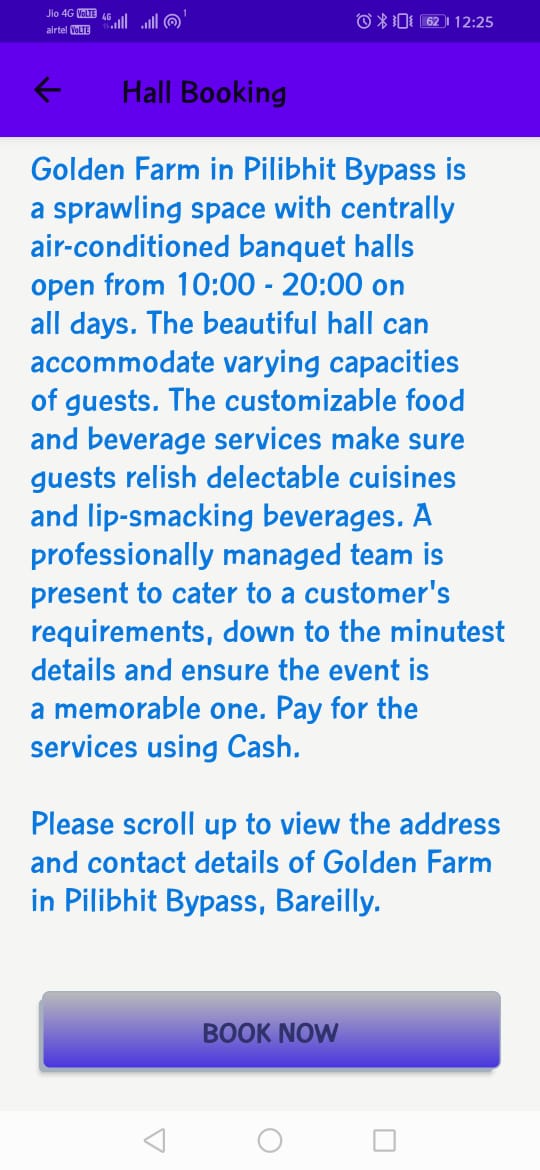 Jio 4G VoLTE 4G 1 62 12:25
airtel VoLTE
Hall Booking
Golden Farm in Pilibhit Bypass is
a sprawling space with centrally
air-conditioned banquet halls
open from 10:00 - 20:00 on
all days. The beautiful hall can
accommodate varying capacities
of guests. The customizable food
and beverage services make sure
guests relish delectable cuisines
and lip-smacking beverages. A
professionally managed team is
present to cater to a customer's
requirements, down to the minutest
details and ensure the event is
a memorable one. Pay for the
services using Cash.
Please scroll up to view the address
and contact details of Golden Farm
in Pilibhit Bypass, Bareilly.
BOOK NOW